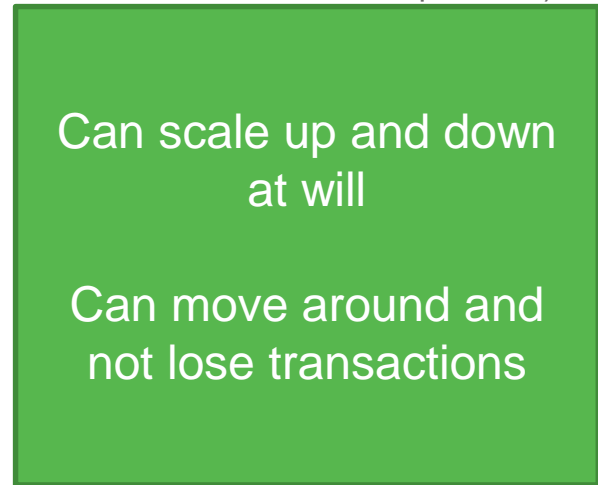 Can scale up and down
at will
Can move around and
not lose transactions